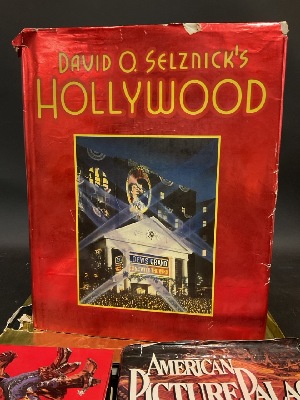 DAVID O. SELZNICK'S
HOLLYWOOD
AMERICAN
PICTURE PALA